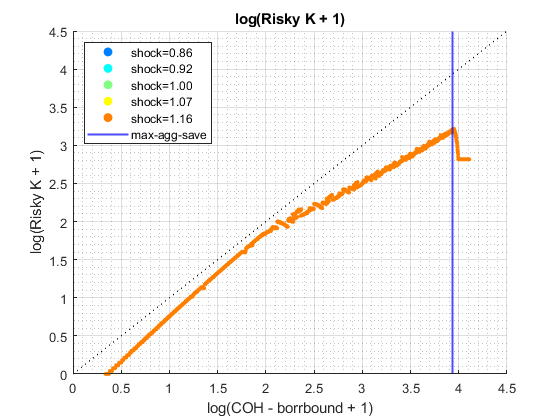 log(Risky K + 1)
4.5
4
3.5
3
2.5
2
1.5
1
0.5
0
log(Risky K + 1)
shock=0.86
shock=0.92
shock=1.00
shock=1.07
shock=1.16
max-agg-save
0 0.5 1 1.5 2 2.5 3 3.5 4 4.5
log(COH - borrbound + 1)